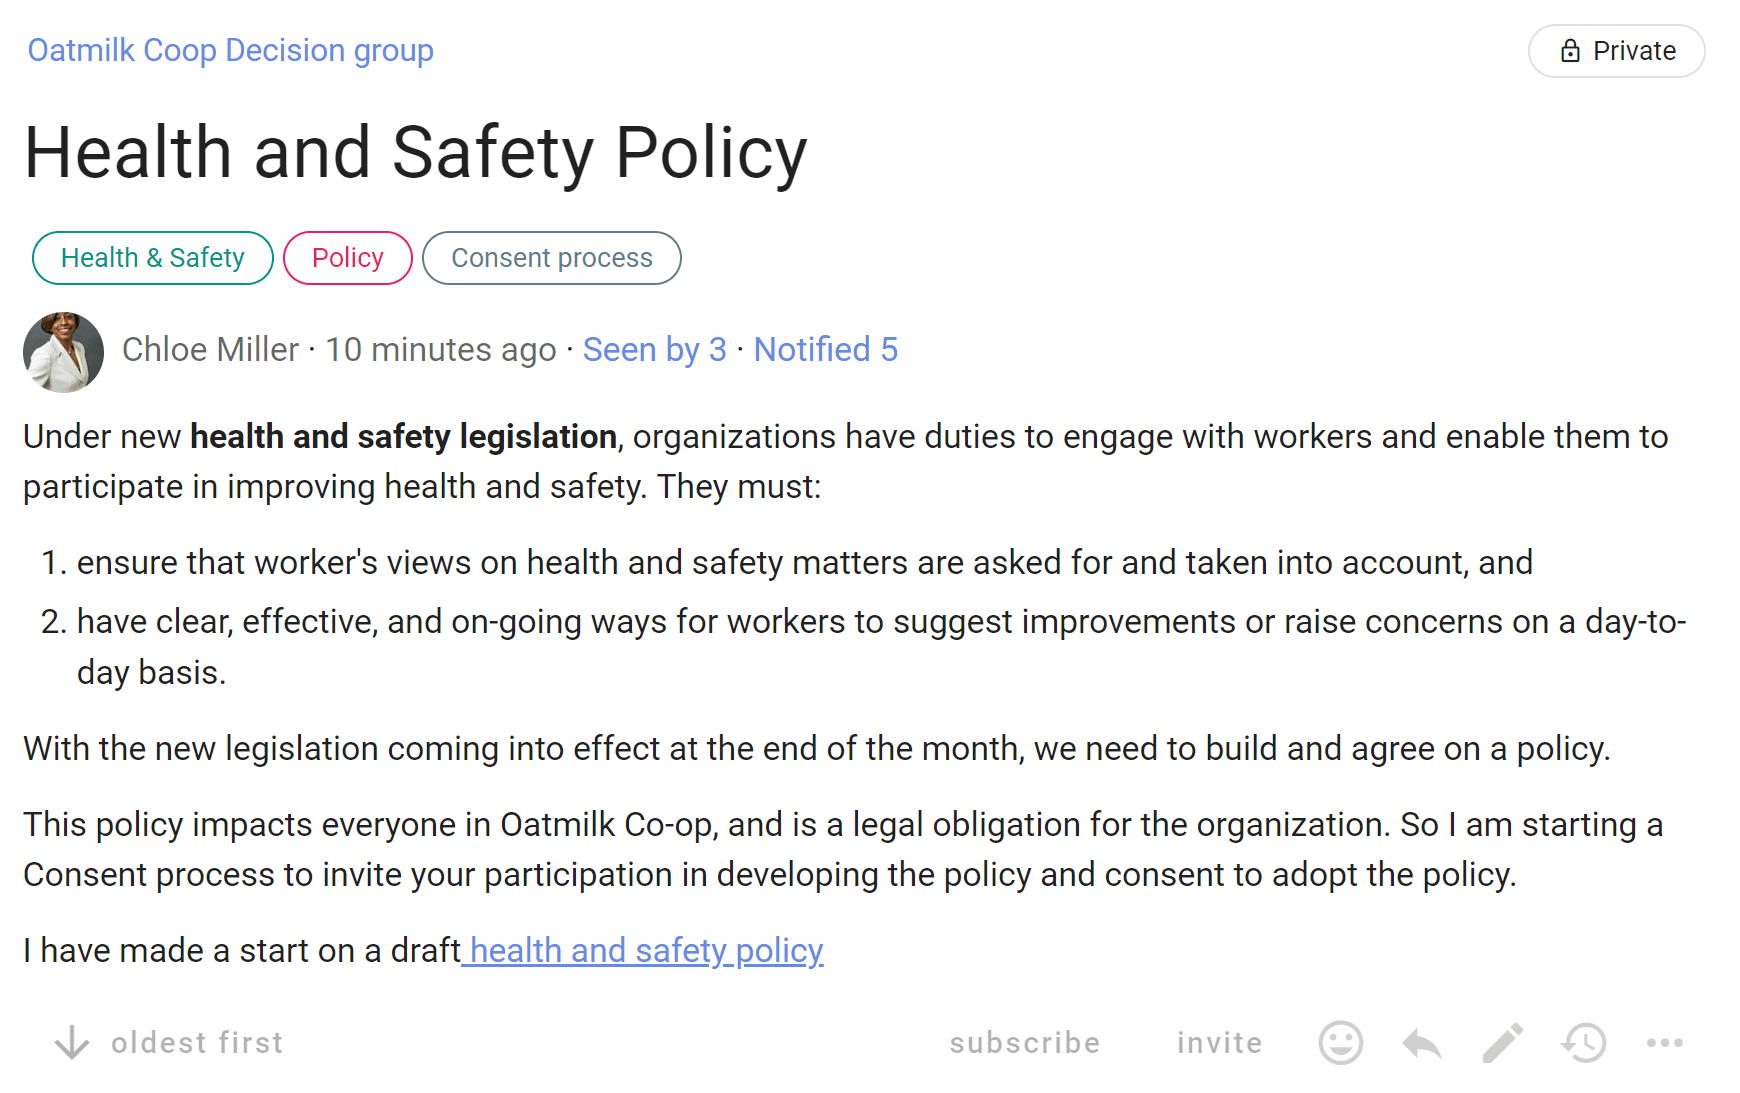 Oatmilk Coop Decision group
Private
Health and Safety Policy
Health & Safety
Policy
Consent process
Chloe Miller · 10 minutes ago · Seen by 3 · Notified 5
Under new health and safety legislation, organizations have duties to engage with workers and enable them to
participate in improving health and safety. They must:
1. ensure that worker's views on health and safety matters are asked for and taken into account, and
2. have clear, effective, and on-going ways for workers to suggest improvements or raise concerns on a day-to-
day basis.
With the new legislation coming into effect at the end of the month, we need to build and agree on a policy.
This policy impacts everyone in Oatmilk Co-op, and is a legal obligation for the organization. So I am starting a
Consent process to invite your participation in developing the policy and consent to adopt the policy.
I have made a start on a draft health and safety policy
oldest first
subscribe
invite